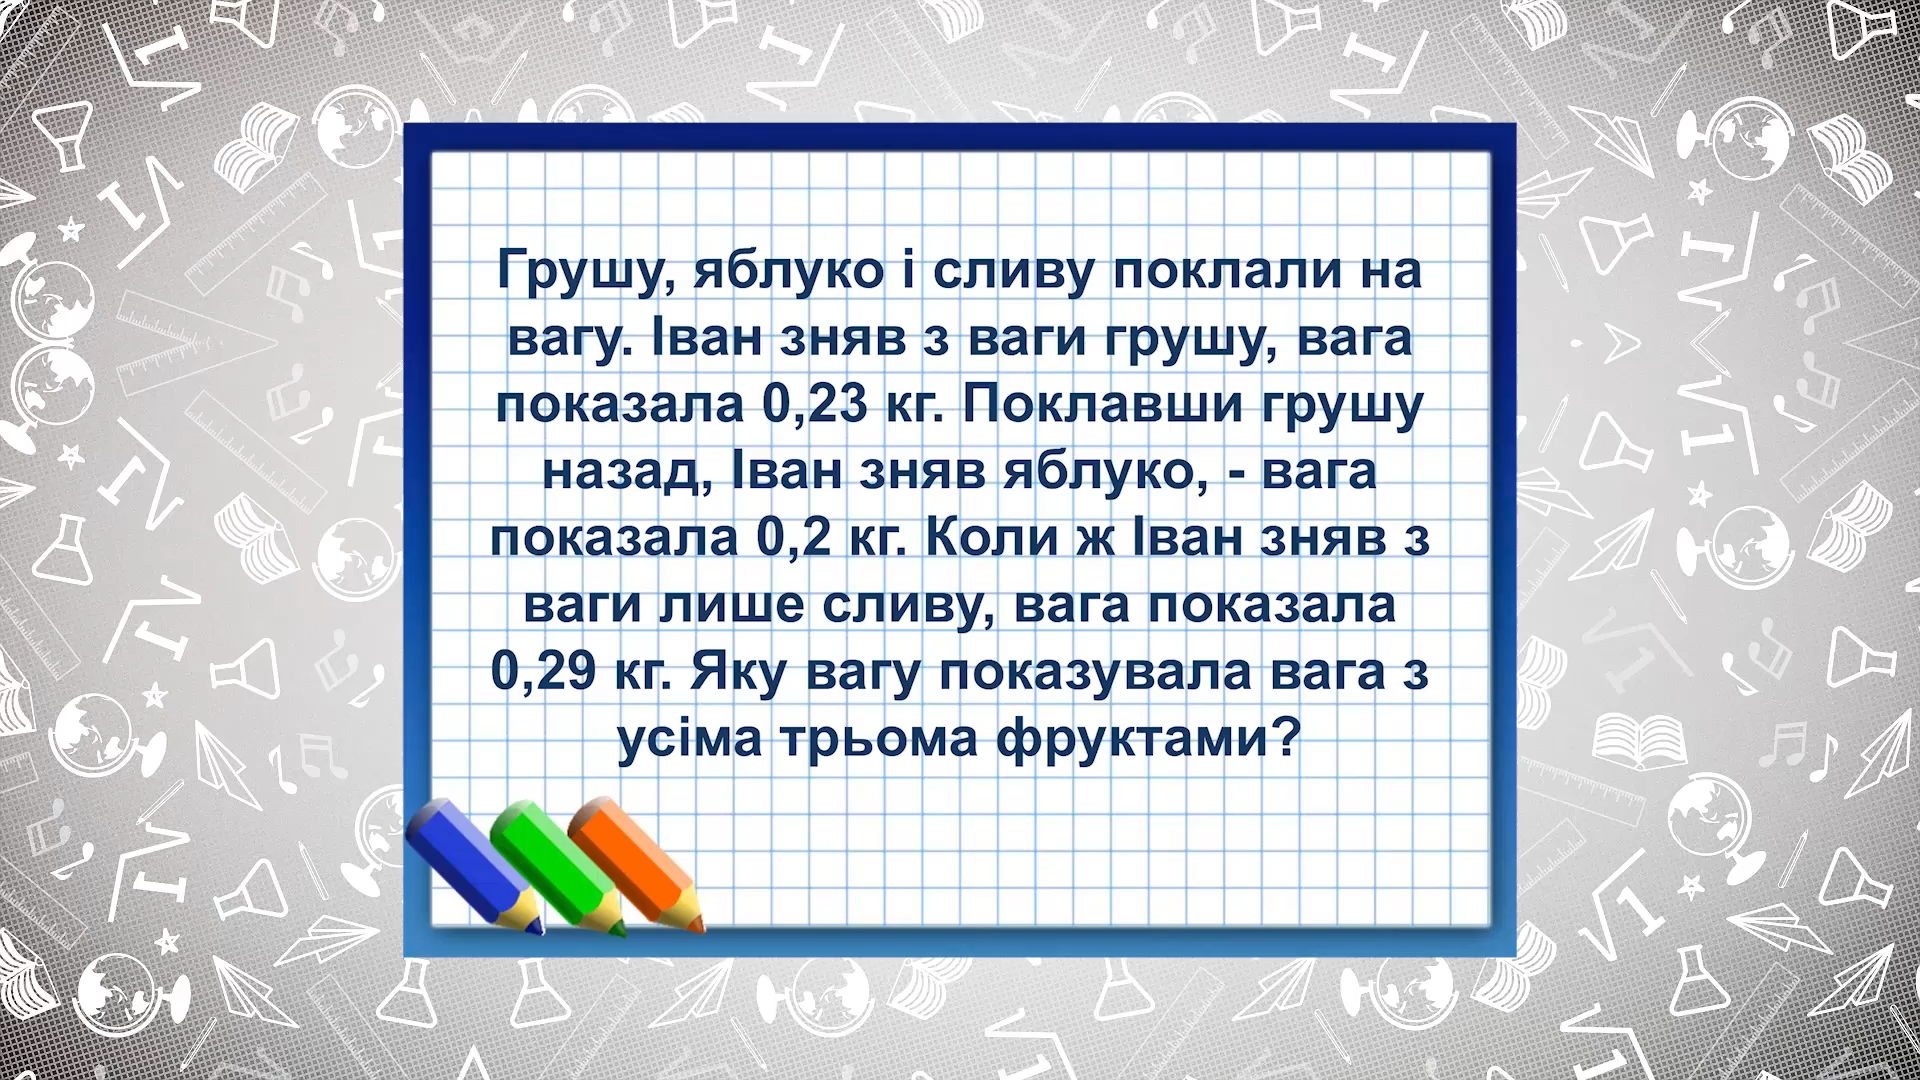 Грушу, яблуко і сливу поклали на
вагу. Іван зняв з ваги грушу, вага
показала 0,23 кг. Поклавши грушу
назад, Іван зняв яблуко, - вага
показала 0,2 кг. Коли ж Іван зняв з
ваги лише сливу, вага показала
0,29 кг. Яку вагу показувала вага з
усіма трьома фруктами?